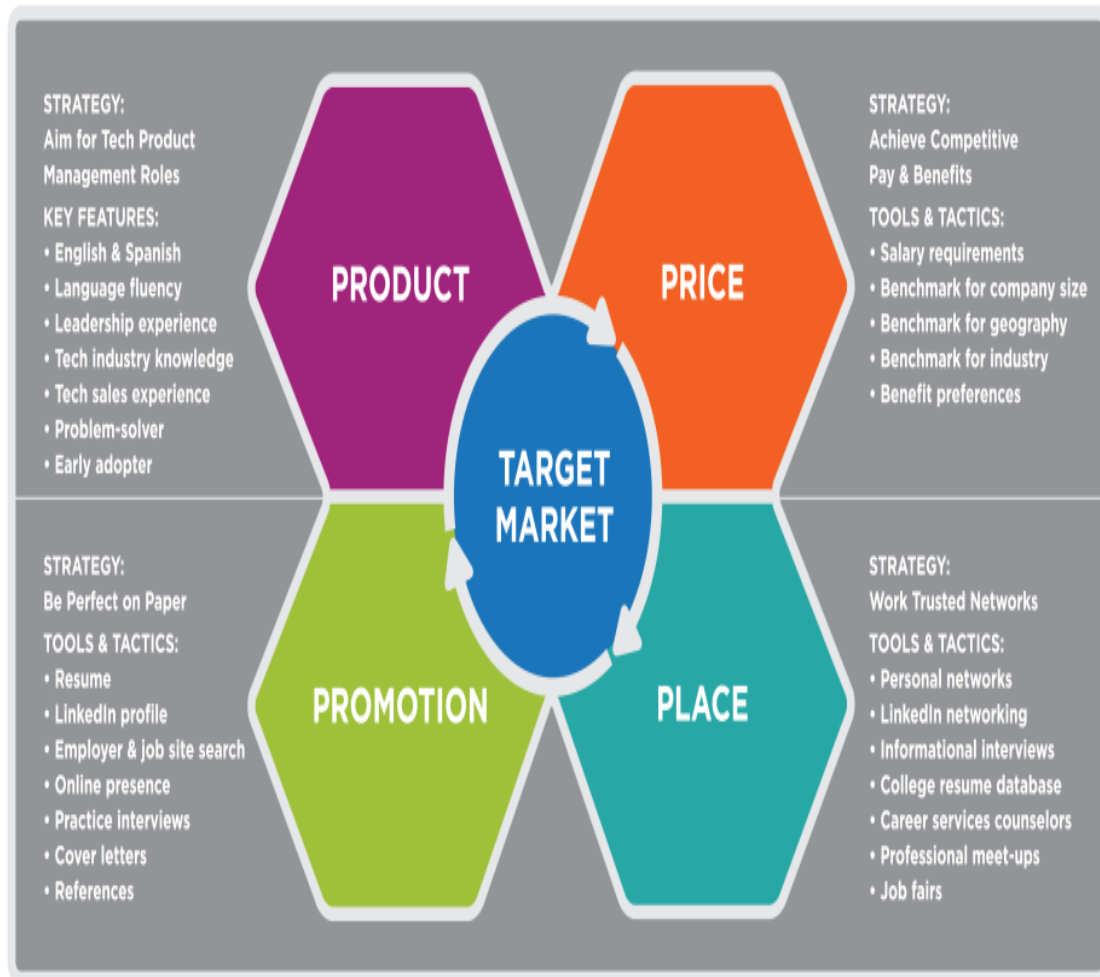 STRATEGY:
Aim for Tech Product
Management Roles
KEY FEATURES:
• English & Spanish
• Language fluency
• Leadership experience
• Tech industry knowledge
• Tech sales experience
• Problem-solver
• Early adopter
PRODUCT
PRICE
STRATEGY:
Achieve Competitive
Pay & Benefits
TOOLS & TACTICS:
• Salary requirements
• Benchmark for company size
• Benchmark for geography
• Benchmark for industry
• Benefit preferences
TARGET
MARKET
STRATEGY:
Be Perfect on Paper
TOOLS & TACTICS:
• Resume
• LinkedIn profile
• Employer & job site search
• Online presence
• Practice interviews
• Cover letters
• References
PROMOTION
PLACE
STRATEGY:
Work Trusted Networks
TOOLS & TACTICS:
• Personal networks
• LinkedIn networking
• Informational interviews
• College resume database
• Career services counselors
• Professional meet-ups
• Job fairs